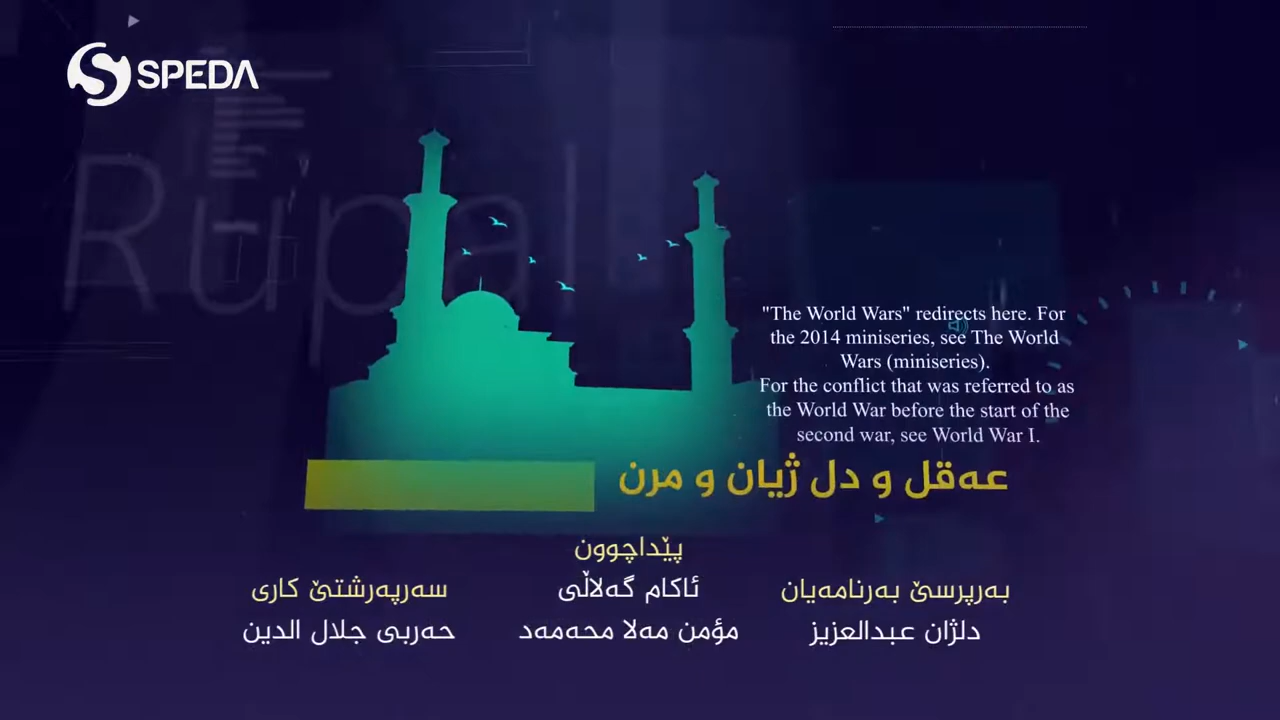 SPEDA
Rupal
"The World Wars" redirects here. For
the 2014 miniseries, see The World
Wars (miniseries).
For the conflict that was referred to as
the World War before the start of the
second war, see World War I.
عەقل و دل ژیان و مرن
پێداچوون
ئاکام گەلاڵی
مؤمن مەلا محەمەد
بەرپرسێ بەرنامەیان
دلژان عبدالعزیز
سەرپەرشتێ کاری
حەربی جلال الدین